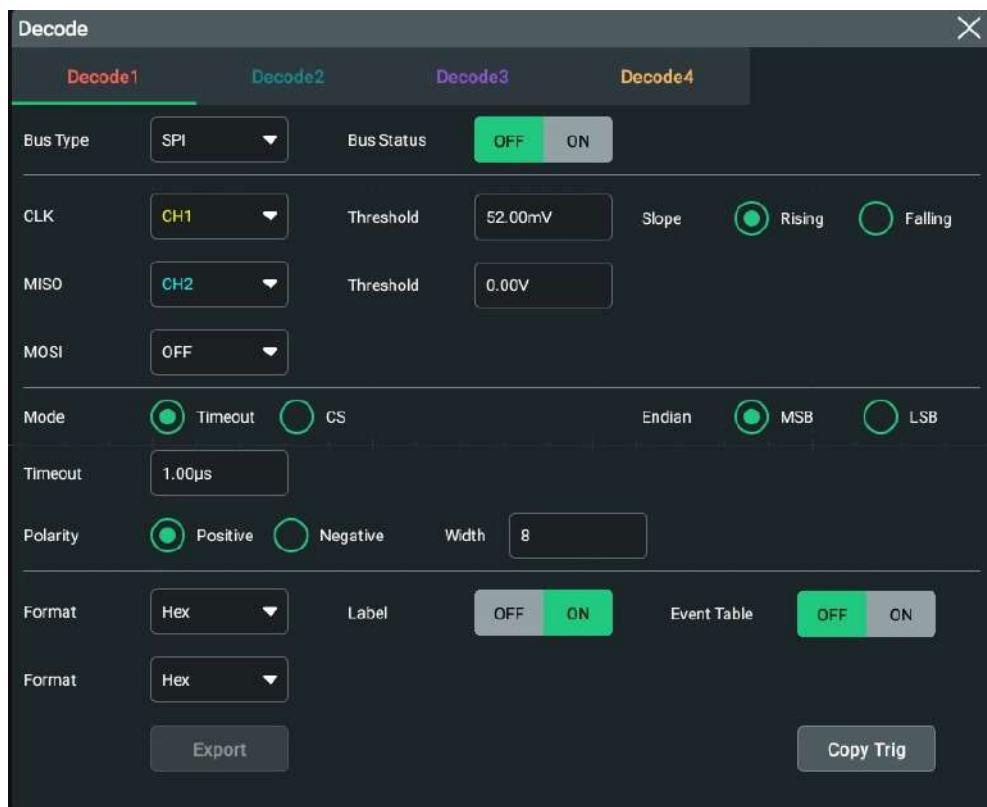 Decode
Decode1 Decode2 Decode3 Decode4
Bus Type SPI Bus Status OFF ON
CLK CH1 Threshold 52.00mV Slope Rising Falling
MISO CH2 Threshold 0.00V
MOSI OFF
Mode Timeout CS Endian MSB LSB
Timeout 1.00μs
Polarity Positive Negative Width 8
Format Hex Label OFF ON Event Table OFF ON
Format Hex
Export Copy Trig